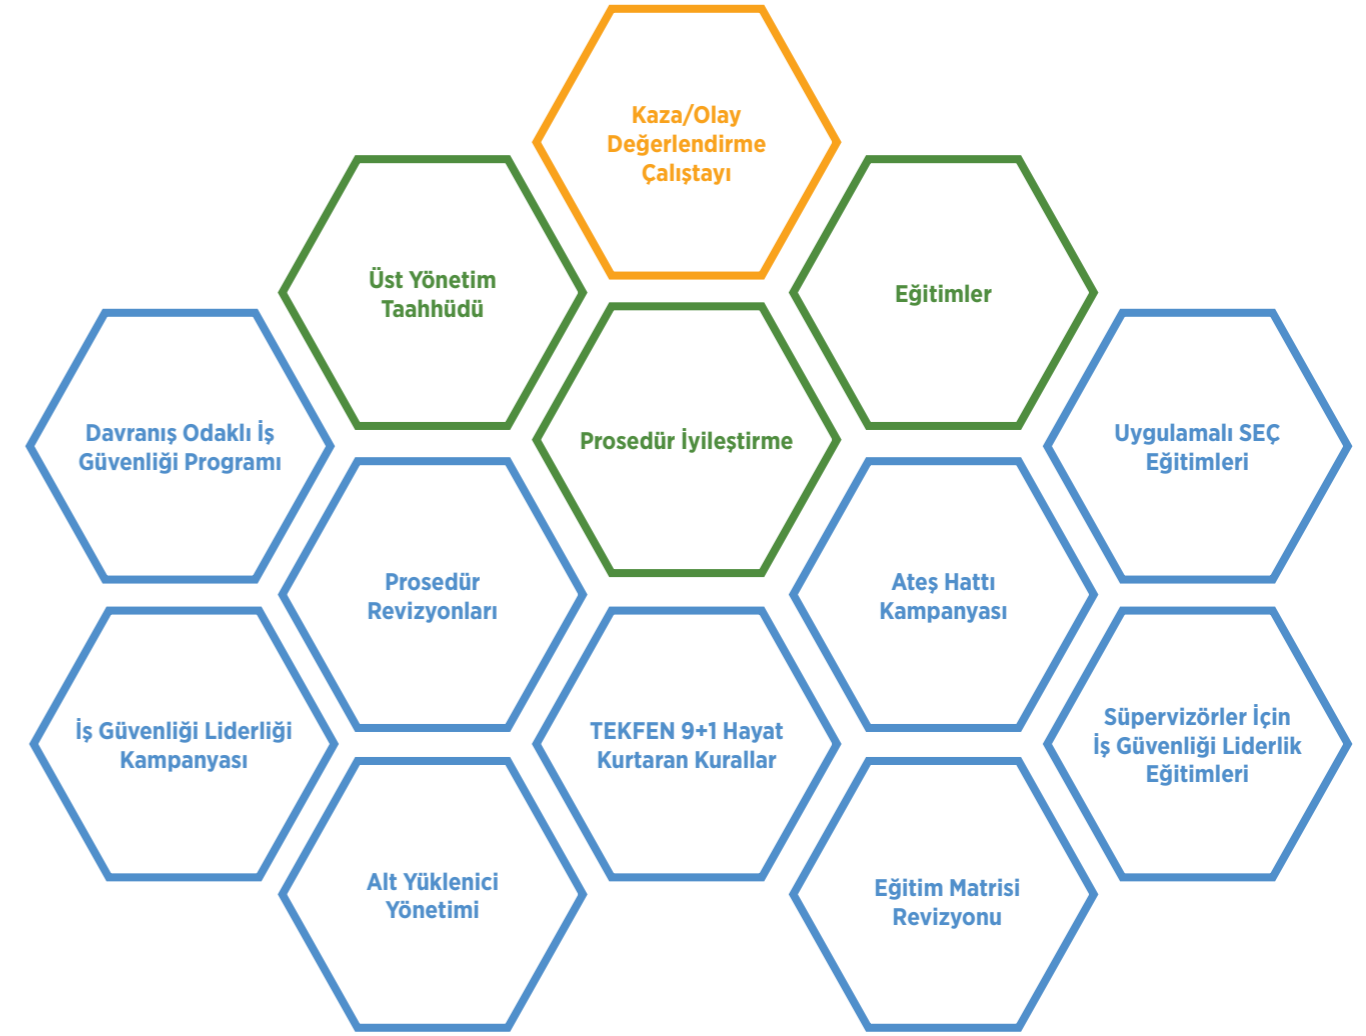 Kaza/Olay
Değerlendirme
Çalıştayı
Üst Yönetim
Taahhüdü
Eğitimler
Prosedür İyileştirme
Davranış Odaklı İş
Güvenliği Programı
Uygulamalı SEÇ
Eğitimleri
Prosedür
Revizyonları
Ateş Hattı
Kampanyası
İş Güvenliği Liderliği
Kampanyası
TEKFEN 9+1 Hayat
Kurtaran Kurallar
Süpervizörler İçin
İş Güvenliği Liderlik
Eğitimleri
Alt Yüklenici
Yönetimi
Eğitim Matrisi
Revizyonu